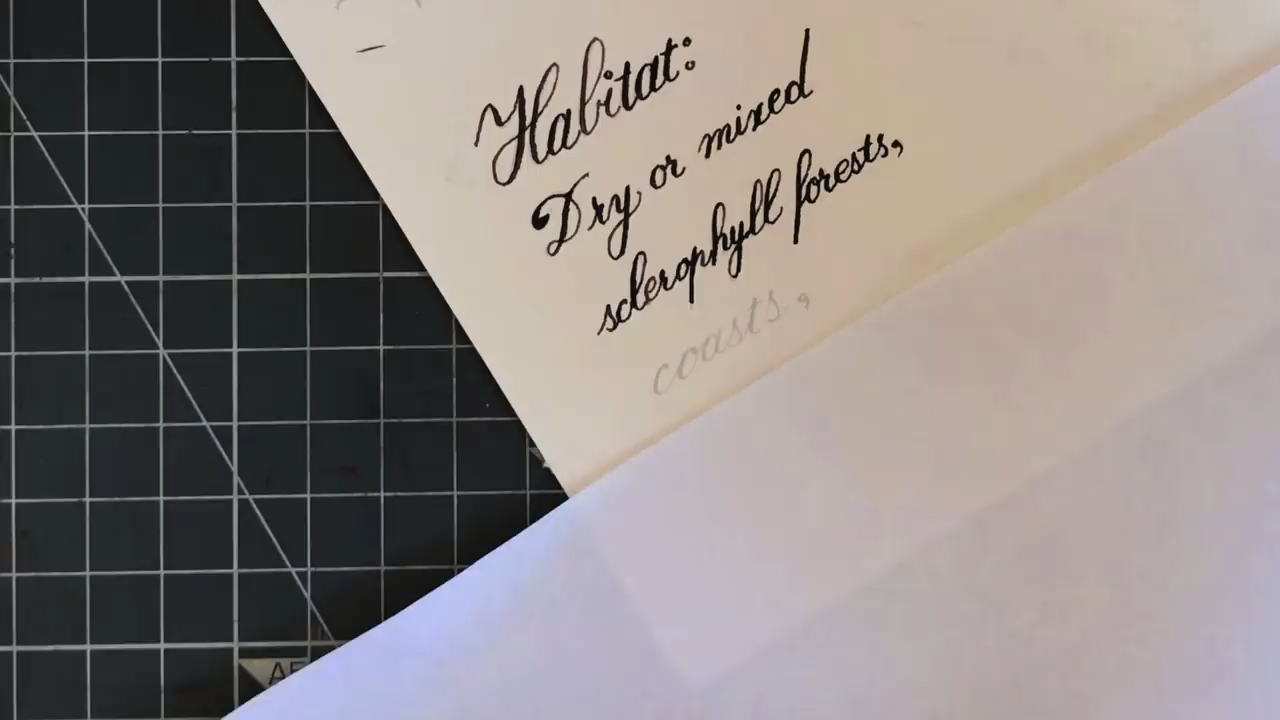 Habitat:
Dry or mixed
sclerophyll forests,
coasts,